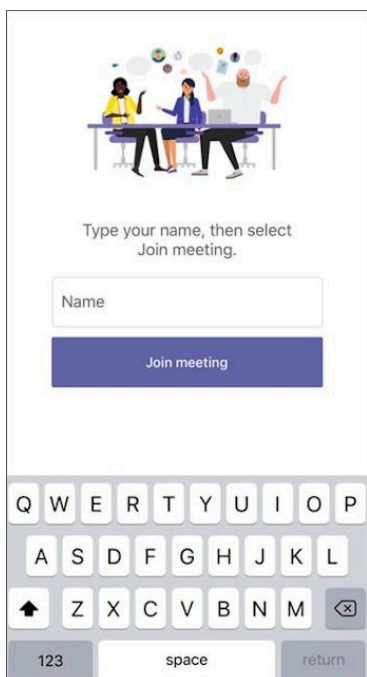 Type your name, then select
Join meeting.
Name
Join meeting
Q W E R T Y U I O P
A S D F G H J K L
Z X C V B N M
123 space return